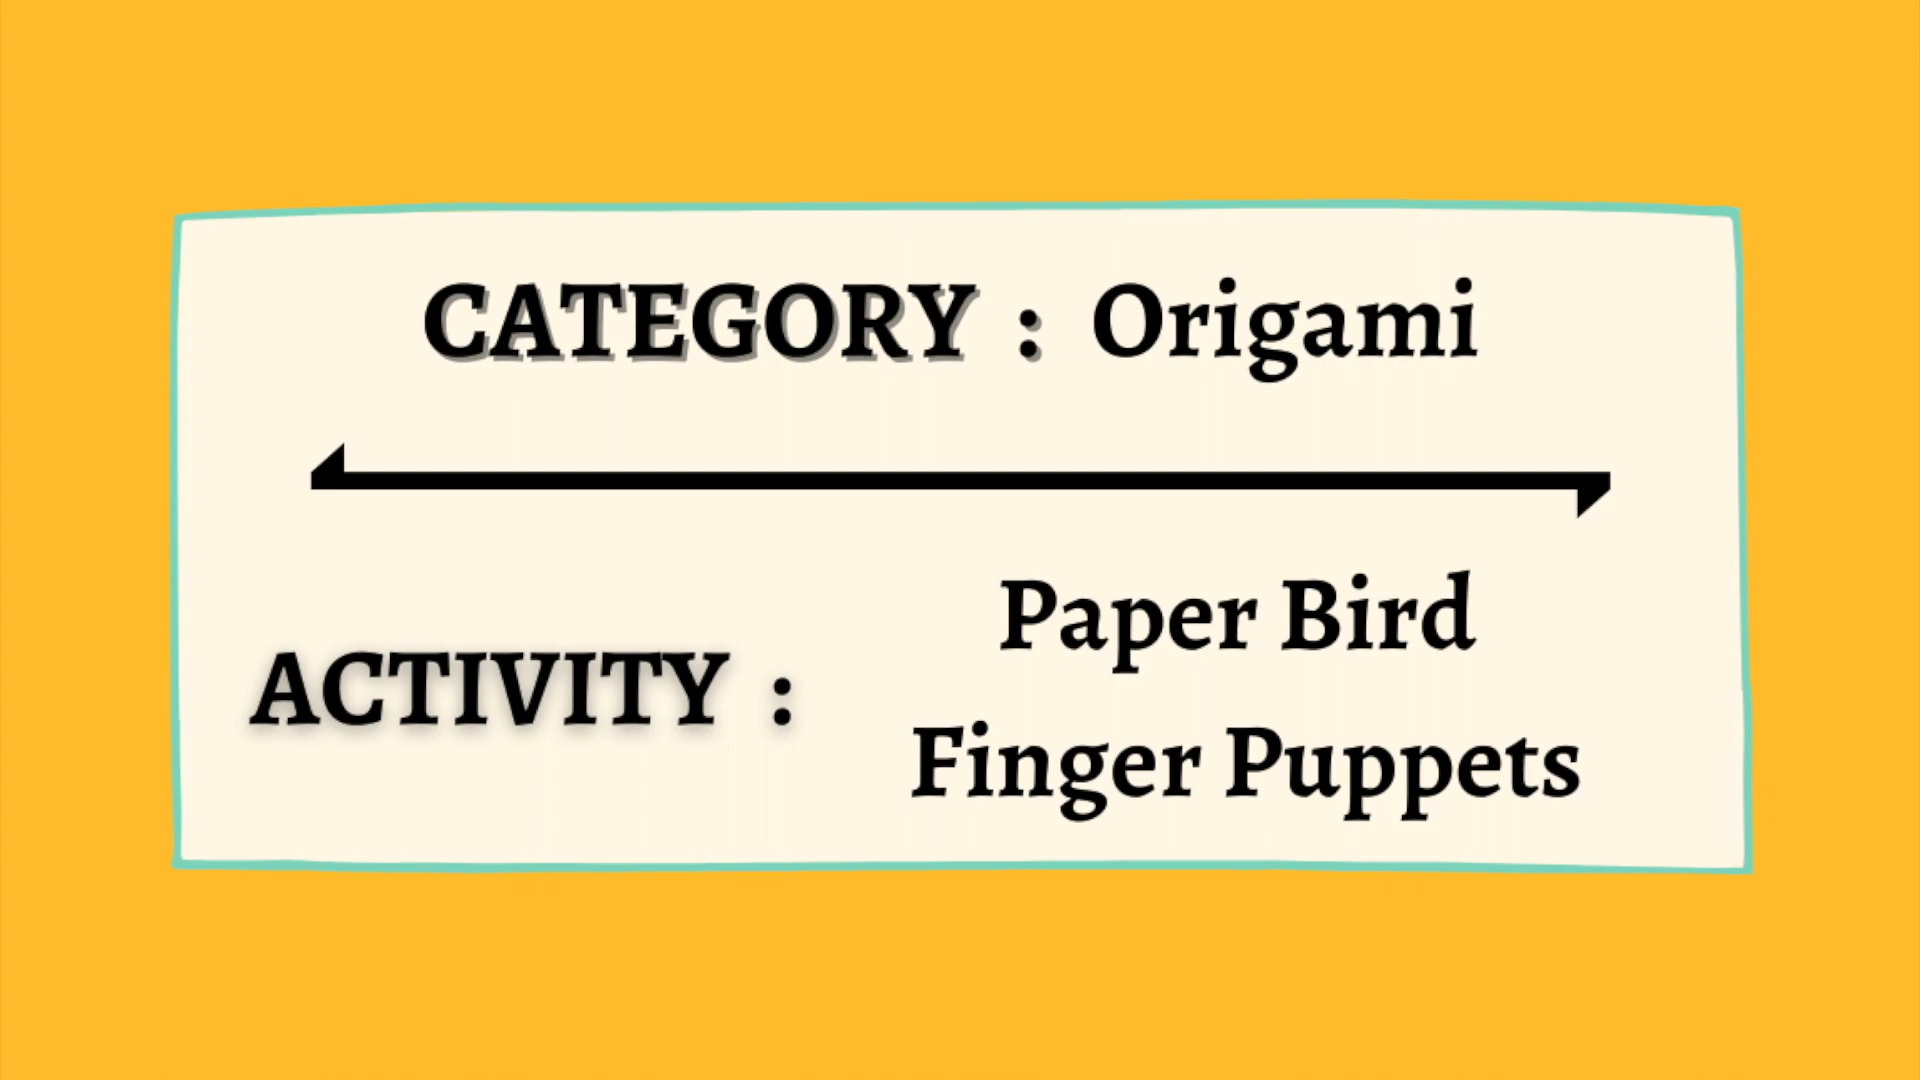 CATEGORY : Origami
Paper Bird
ACTIVITY :
Finger Puppets